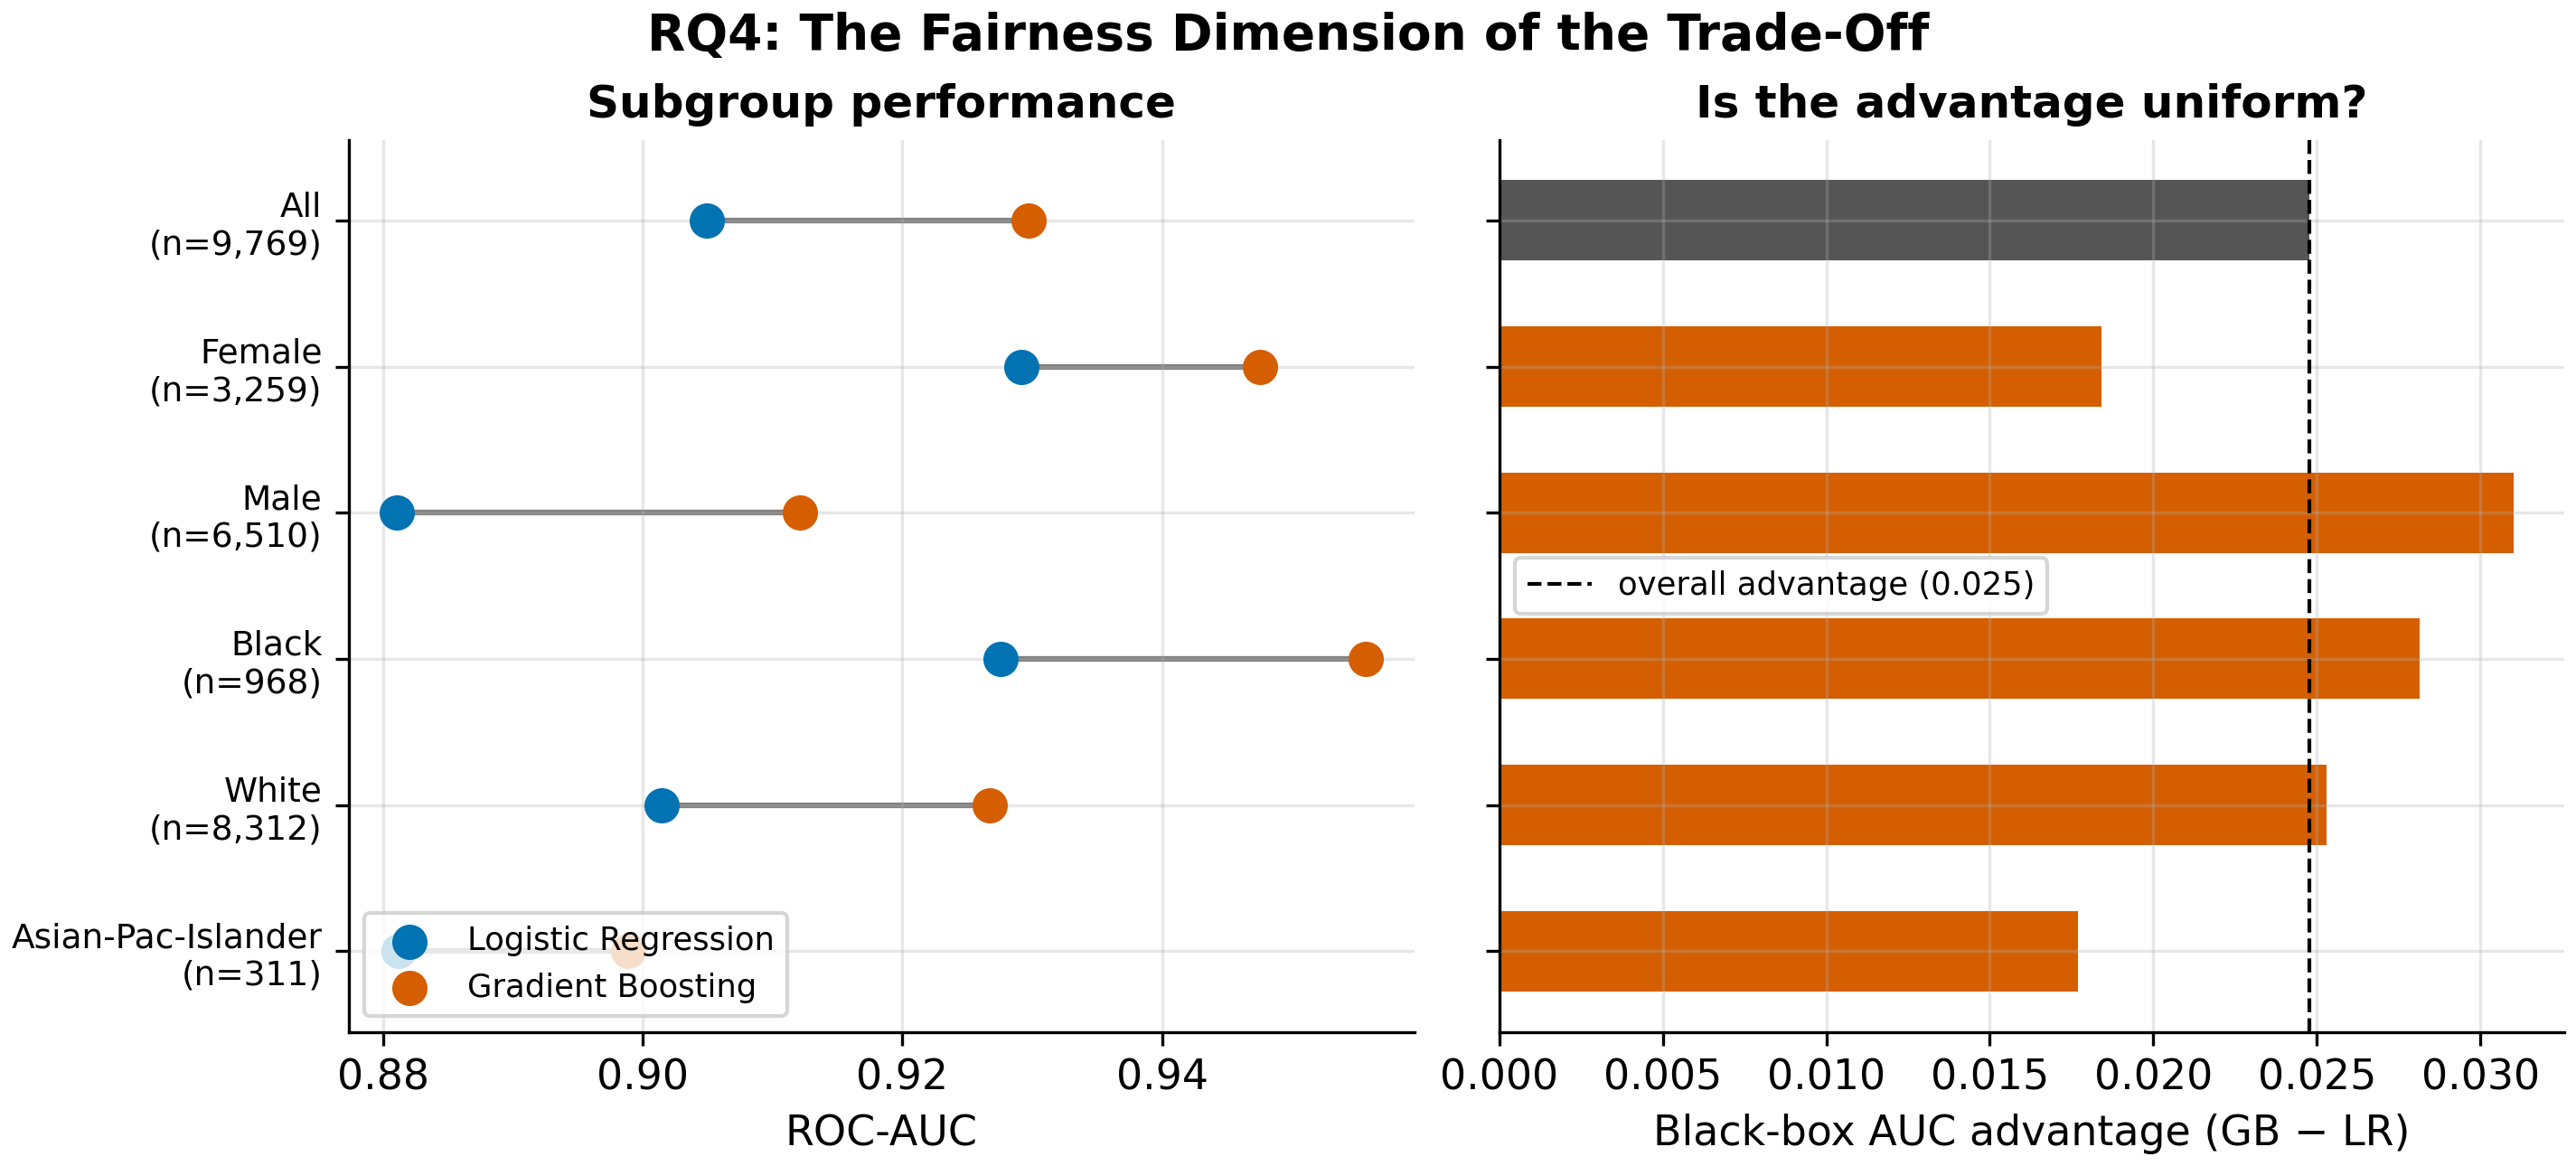 RQ4: The Fairness Dimension of the Trade-Off
Subgroup performance
All
(n=9,769)
Female
(n=3,259)
Male
(n=6,510)
Black
(n=968)
White
(n=8,312)
Asian-Pac-Islander
(n=311)
Logistic Regression
Gradient Boosting
0.88 0.90 0.92 0.94
ROC-AUC
Is the advantage uniform?
overall advantage (0.025)
0.000 0.005 0.010 0.015 0.020 0.025 0.030
Black-box AUC advantage (GB − LR)